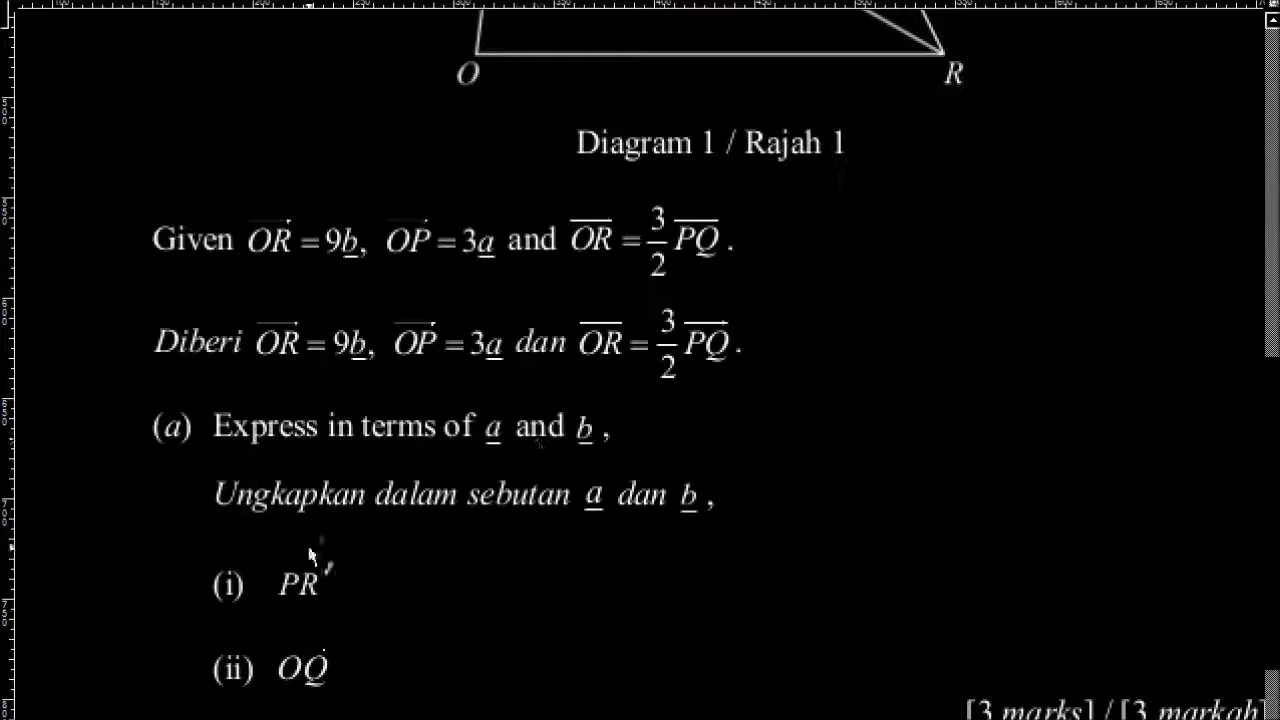 O R
Diagram 1 / Rajah 1
Given OR = 9b, OP = 3a and OR = 3/2 PQ .
Diberi OR = 9b, OP = 3a dan OR = 3/2 PQ .
(a) Express in terms of a and b ,
Ungkapkan dalam sebutan a dan b ,
(i) PR
(ii) OQ
[3 marks] / [3 markah]